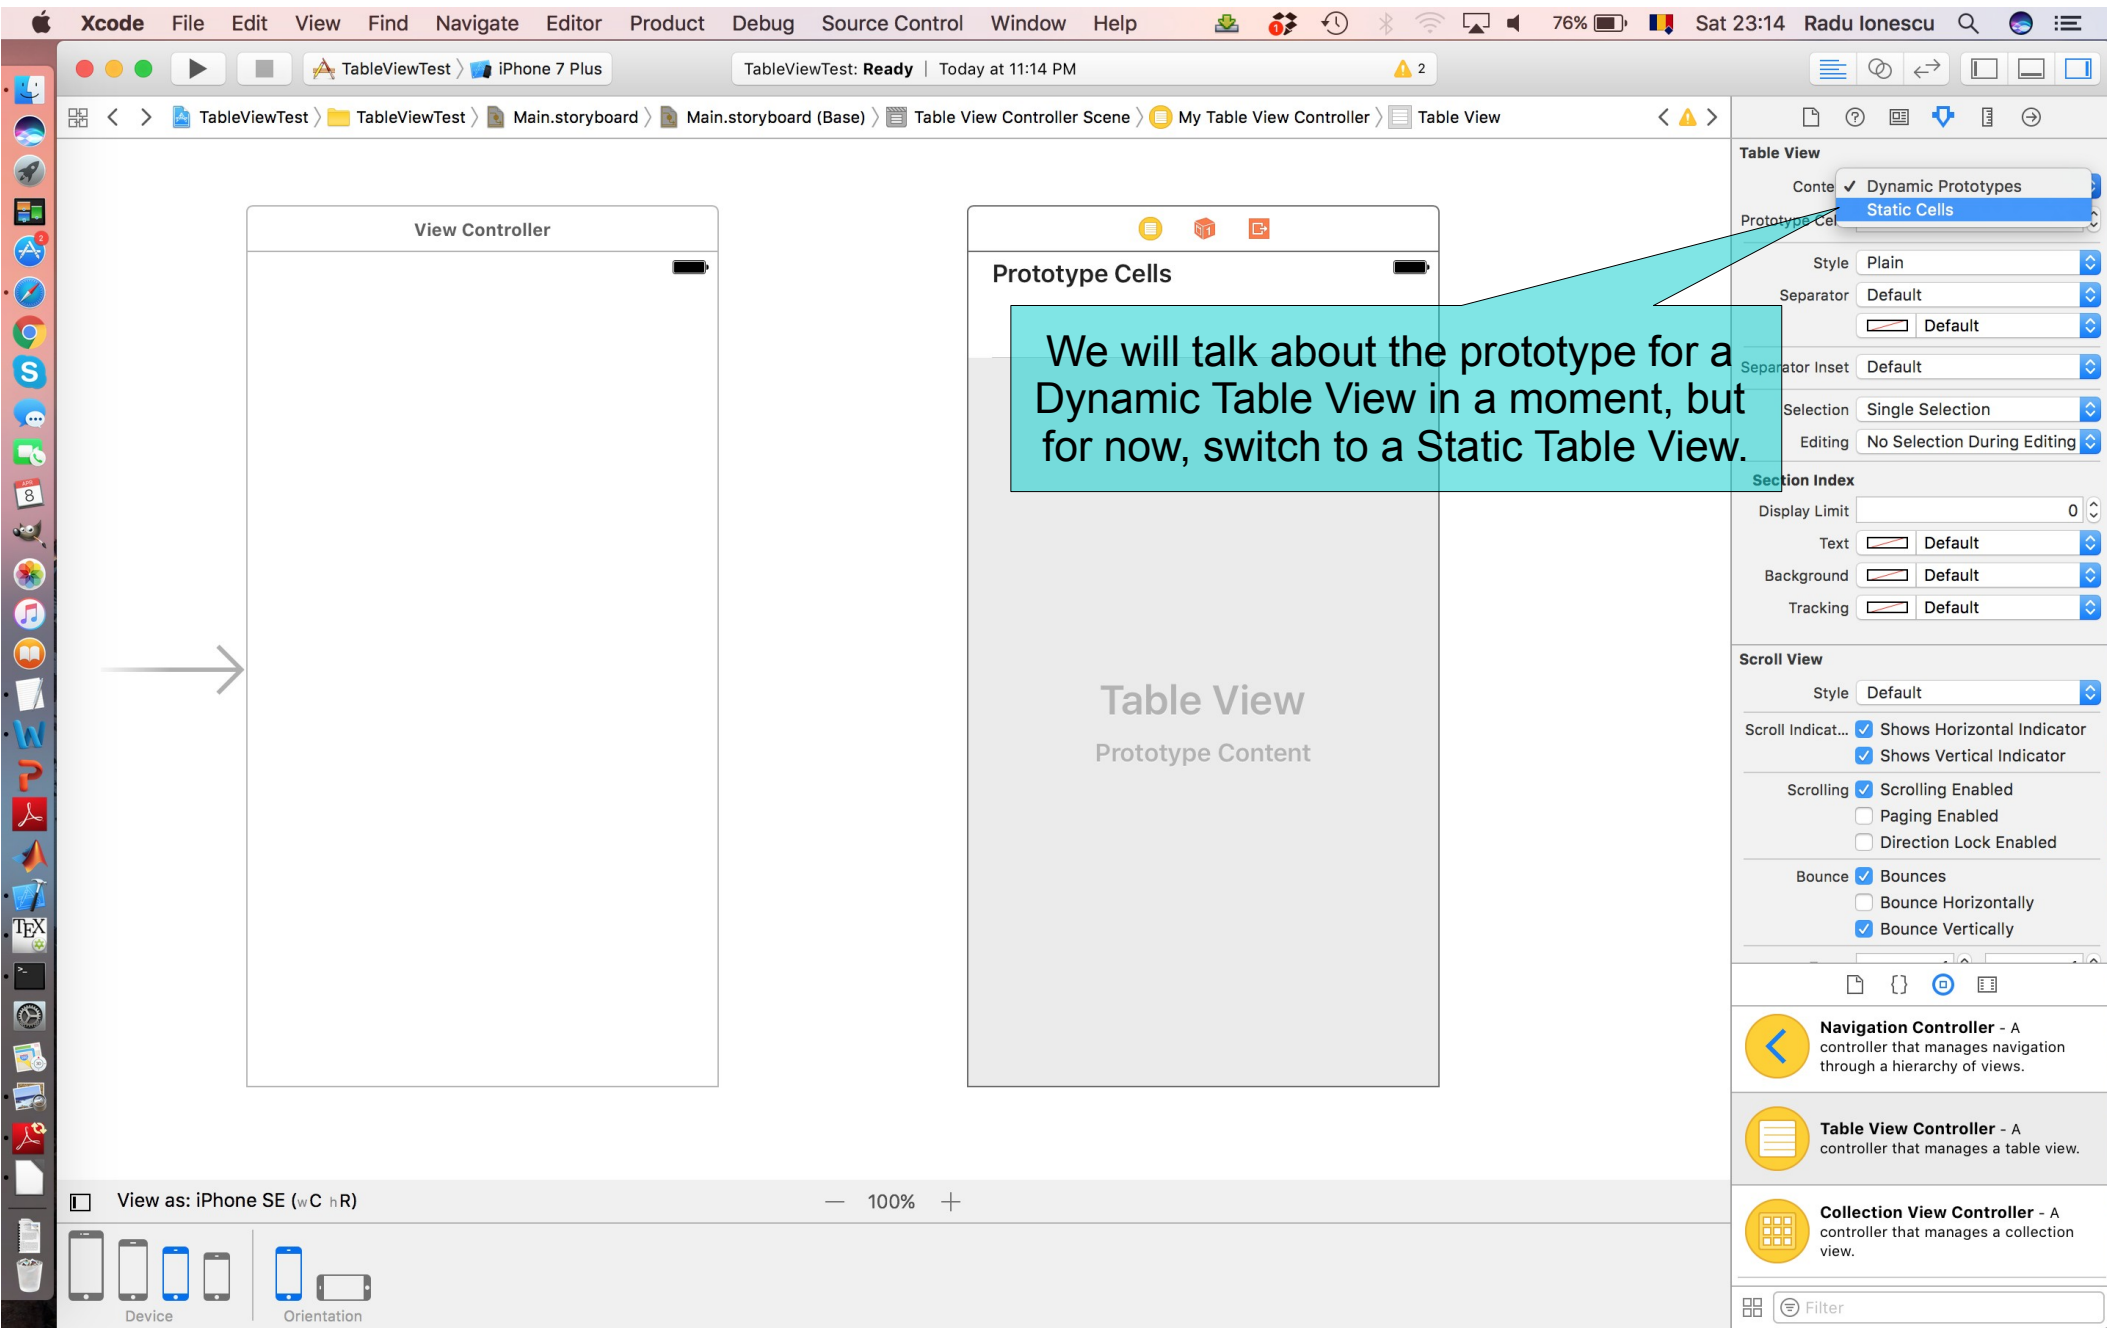 Xcode File Edit View Find Navigate Editor Product Debug Source Control Window Help 76% Sat 23:14 Radu Ionescu
TableViewTest iPhone 7 Plus TableViewTest: Ready | Today at 11:14 PM 2
TableViewTest TableViewTest Main.storyboard Main.storyboard (Base) Table View Controller Scene My Table View Controller Table View
View Controller
Prototype Cells
We will talk about the prototype for a
Dynamic Table View in a moment, but
for now, switch to a Static Table View.
Table View
Prototype Content
View as: iPhone SE (wC hR) — 100% +
Device Orientation
Table View
Conte ✓ Dynamic Prototypes
Static Cells
Prototype Cel
Style Plain
Separator Default
Default
Separator Inset Default
Selection Single Selection
Editing No Selection During Editing
Section Index
Display Limit 0
Text Default
Background Default
Tracking Default
Scroll View
Style Default
Scroll Indicat... Shows Horizontal Indicator
Shows Vertical Indicator
Scrolling Scrolling Enabled
Paging Enabled
Direction Lock Enabled
Bounce Bounces
Bounce Horizontally
Bounce Vertically
Navigation Controller - A
controller that manages navigation
through a hierarchy of views.
Table View Controller - A
controller that manages a table view.
Collection View Controller - A
controller that manages a collection
view.
Filter